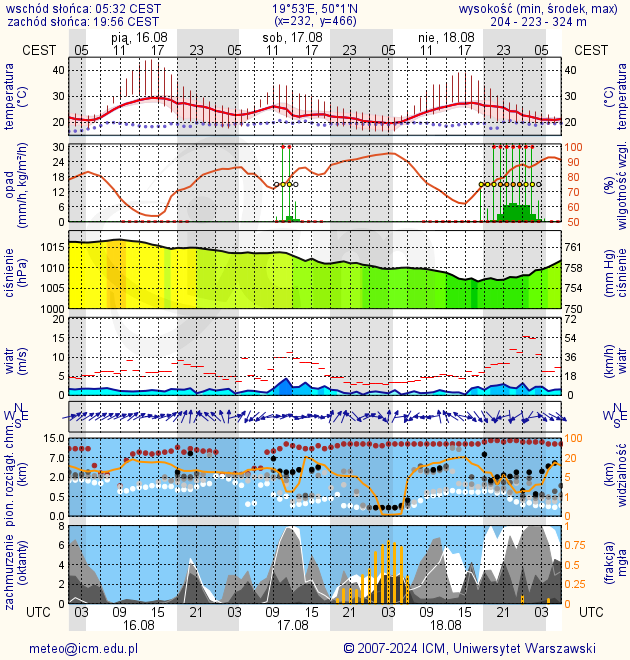 wschód słońca: 05:32 CEST
zachód słońca: 19:56 CEST
19°53'E, 50°1'N
(x=232, y=466)
wysokość (min, środek, max)
204 - 223 - 324 m
pią, 16.08
sob, 17.08
nie, 18.08
CEST 05 11 17 23 05 11 17 23 05 11 17 23 05 CEST
temperatura
(°C)
40
30
20
40
30
20
temperatura
(°C)
opad
(mm/h, kg/m²/h)
30
24
18
12
6
0
100
90
80
70
60
50
(%)
wilgotność wzgl.
ciśnienie
(hPa)
1015
1010
1005
1000
761
758
754
750
(mm Hg)
ciśnienie
wiatr
(m/s)
20
15
10
5
0
72
54
36
18
0
(km/h)
wiatr
N
W E
S
N
W E
S
pion. rozciągł. chm.
(km)
15.0
7.0
2.0
0.5
0.0
100
20
10
5
1
0
(km)
widzialność
zachmurzenie
(oktanty)
8
6
4
2
0
1
0.75
0.5
0.25
0
(frakcja)
mgła
UTC 03 09 15 21 03 09 15 21 03 09 15 21 03 UTC
16.08
17.08
18.08
meteo@icm.edu.pl
© 2007-2024 ICM, Uniwersytet Warszawski